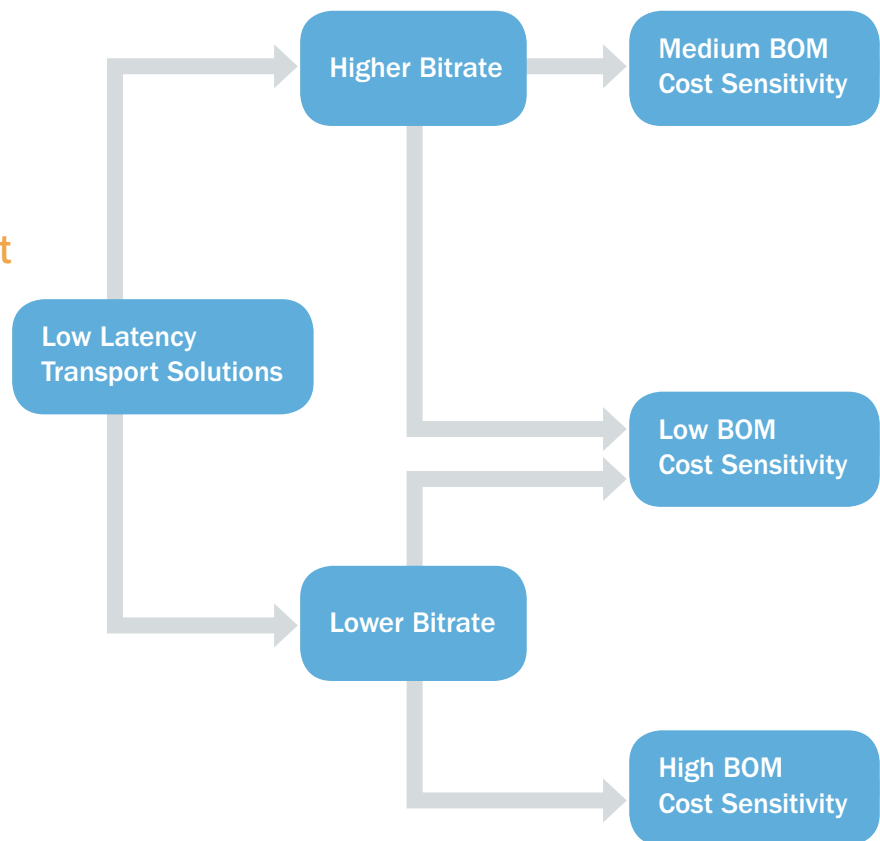 Higher Bitrate
Medium BOM
Cost Sensitivity
t
Low Latency
Transport Solutions
Low BOM
Cost Sensitivity
Lower Bitrate
High BOM
Cost Sensitivity